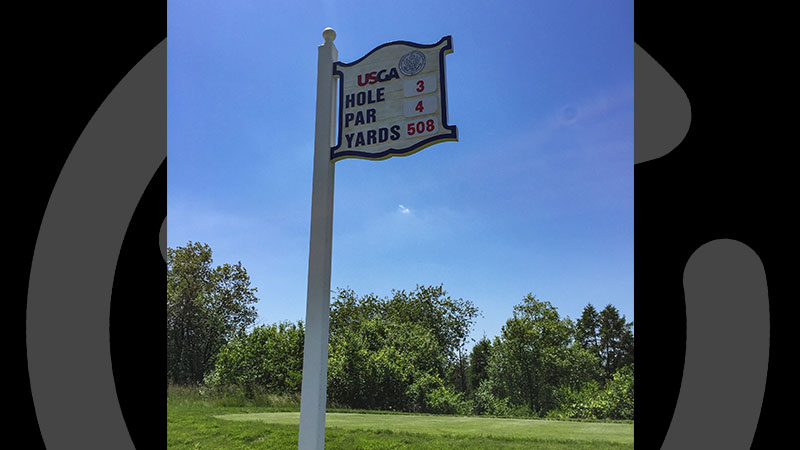 USGA
HOLE 3
PAR 4
YARDS 508